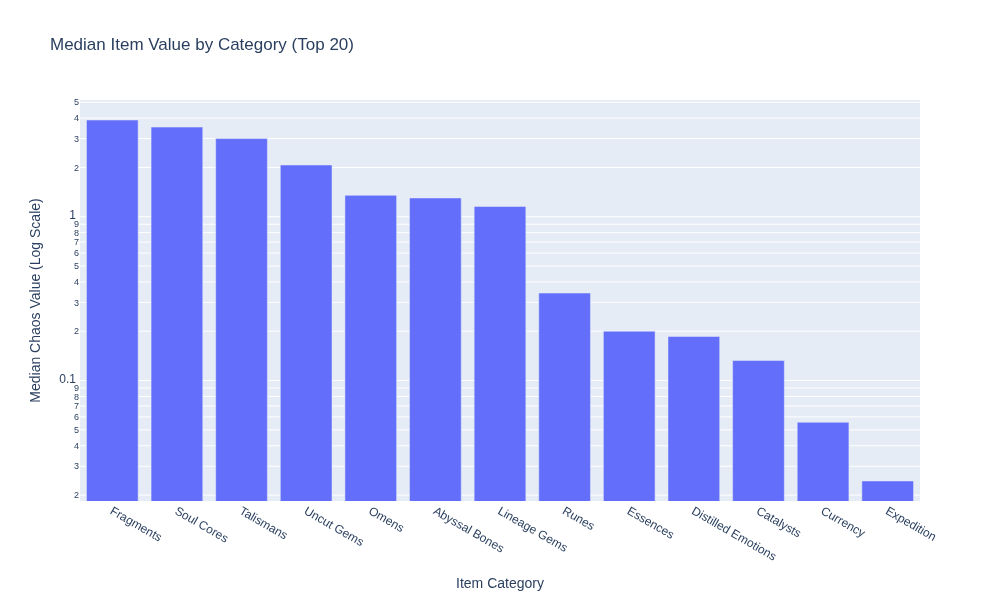 Median Item Value by Category (Top 20)
Median Chaos Value (Log Scale)
5
4
3
2
1
9
8
7
6
5
4
3
2
0.1
9
8
7
6
5
4
3
2
Fragments
Soul Cores
Talismans
Uncut Gems
Omens
Abyssal Bones
Lineage Gems
Runes
Essences
Distilled Emotions
Catalysts
Currency
Expedition
Item Category